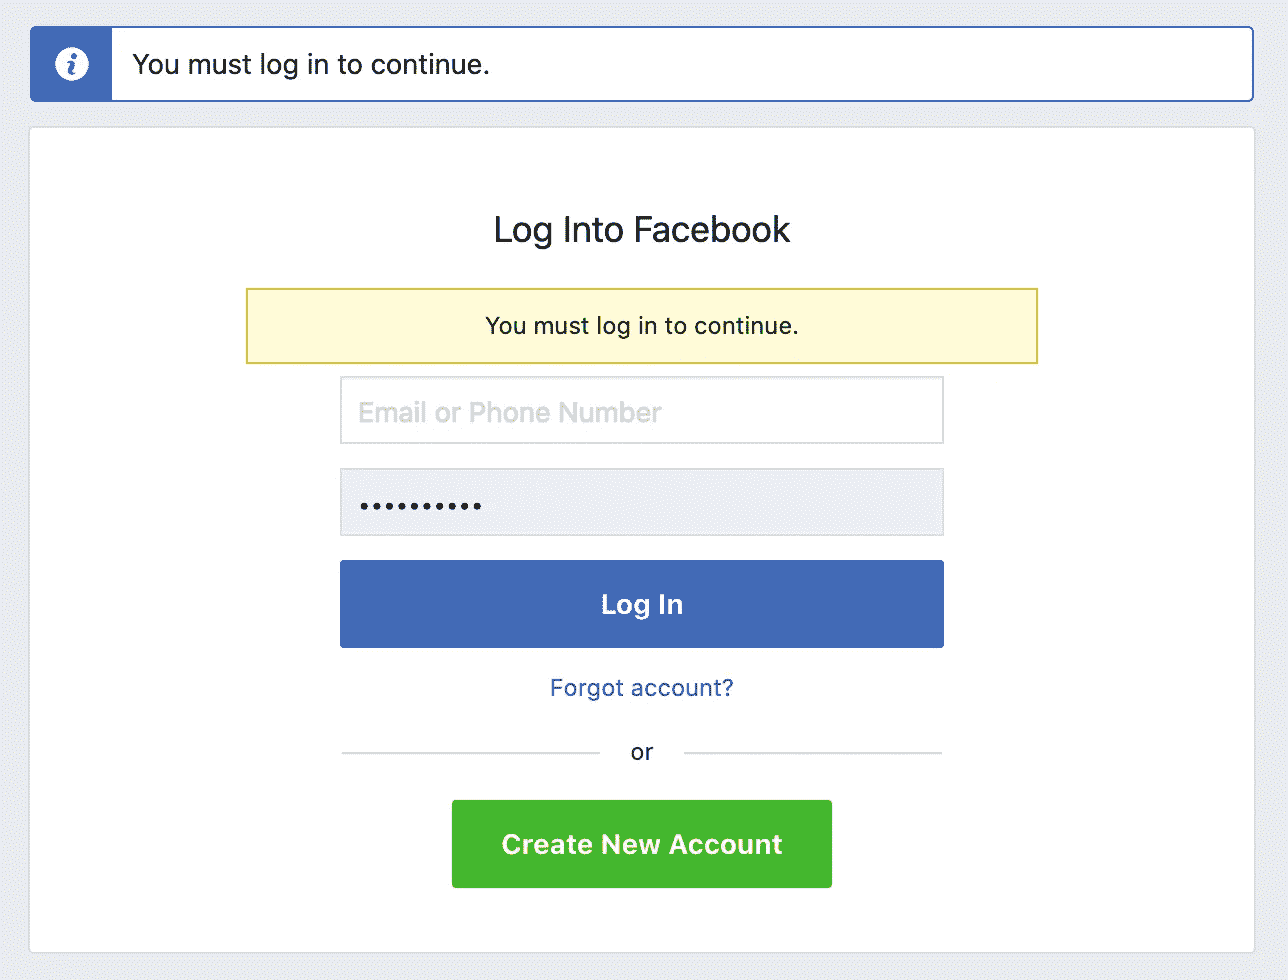 You must log in to continue.
Log Into Facebook
You must log in to continue.
Email or Phone Number
••••••••••
Log In
Forgot account?
or
Create New Account